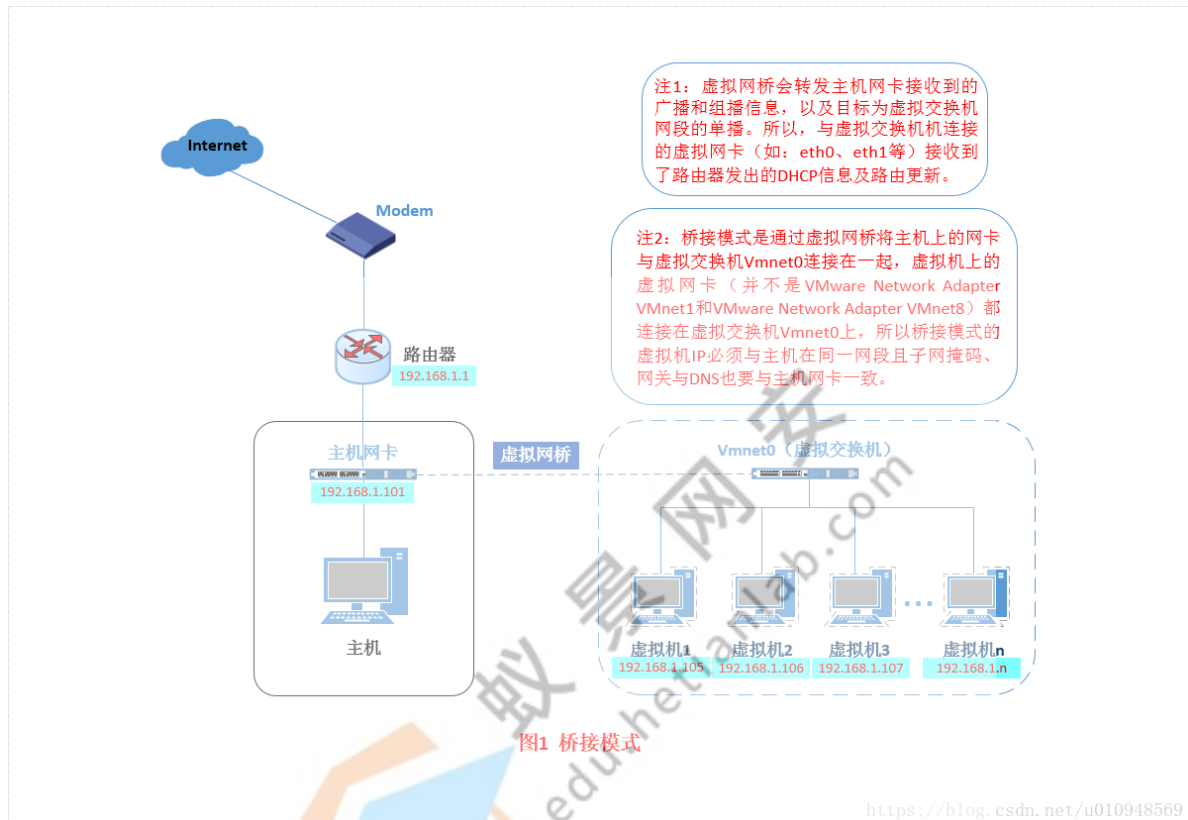 Internet
Modem
注1：虚拟网桥会转发主机网卡接收到的
广播和组播信息，以及目标为虚拟交换机
网段的单播。所以，与虚拟交换机机连接
的虚拟网卡（如：eth0、eth1等）接收到
了路由器发出的DHCP信息及路由更新。
注2：桥接模式是通过虚拟网桥将主机上的网卡
与虚拟交换机Vmnet0连接在一起，虚拟机上的
虚拟网卡（并不是VMware Network Adapter
VMnet1和VMware Network Adapter VMnet8）都
连接在虚拟交换机Vmnet0上，所以桥接模式的
虚拟机IP必须与主机在同一网段且子网掩码、
网关与DNS也要与主机网卡一致。
路由器
192.168.1.1
主机网卡
192.168.1.101
主机
虚拟网桥
Vmnet0（虚拟交换机）
虚拟机1
192.168.1.105
虚拟机2
192.168.1.106
虚拟机3
192.168.1.107
...
虚拟机n
192.168.1.n
图1 桥接模式
蚁景网安
edu.hetianlab.com
https://blog.csdn.net/u010948569